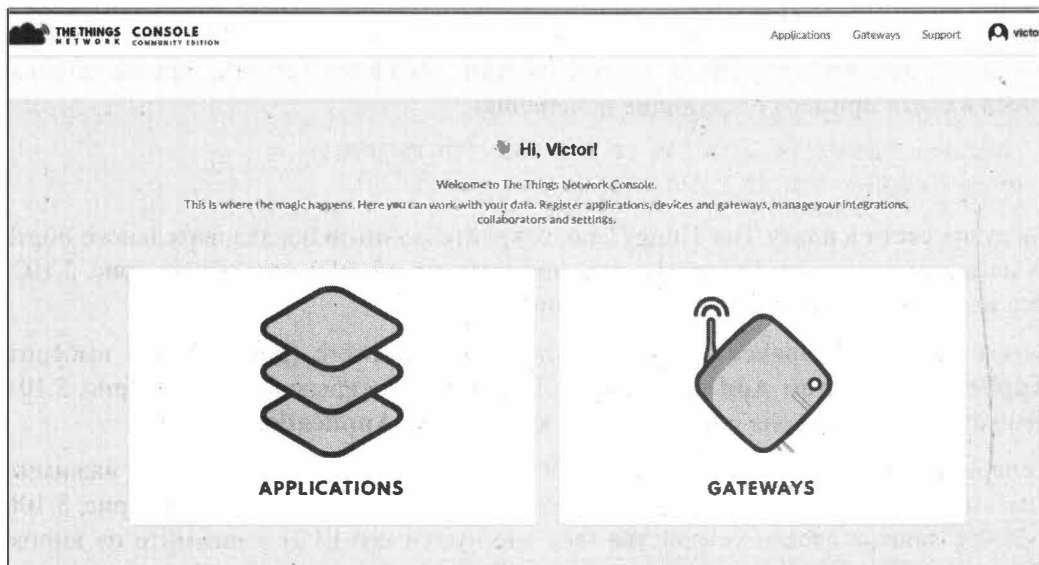 THE THINGS NETWORK CONSOLE COMMUNITY EDITION
Applications Gateways Support victo
Hi, Victor!
Welcome to The Things Network Console.
This is where the magic happens. Here you can work with your data. Register applications, devices and gateways, manage your integrations,
collaborators and settings.
APPLICATIONS
GATEWAYS